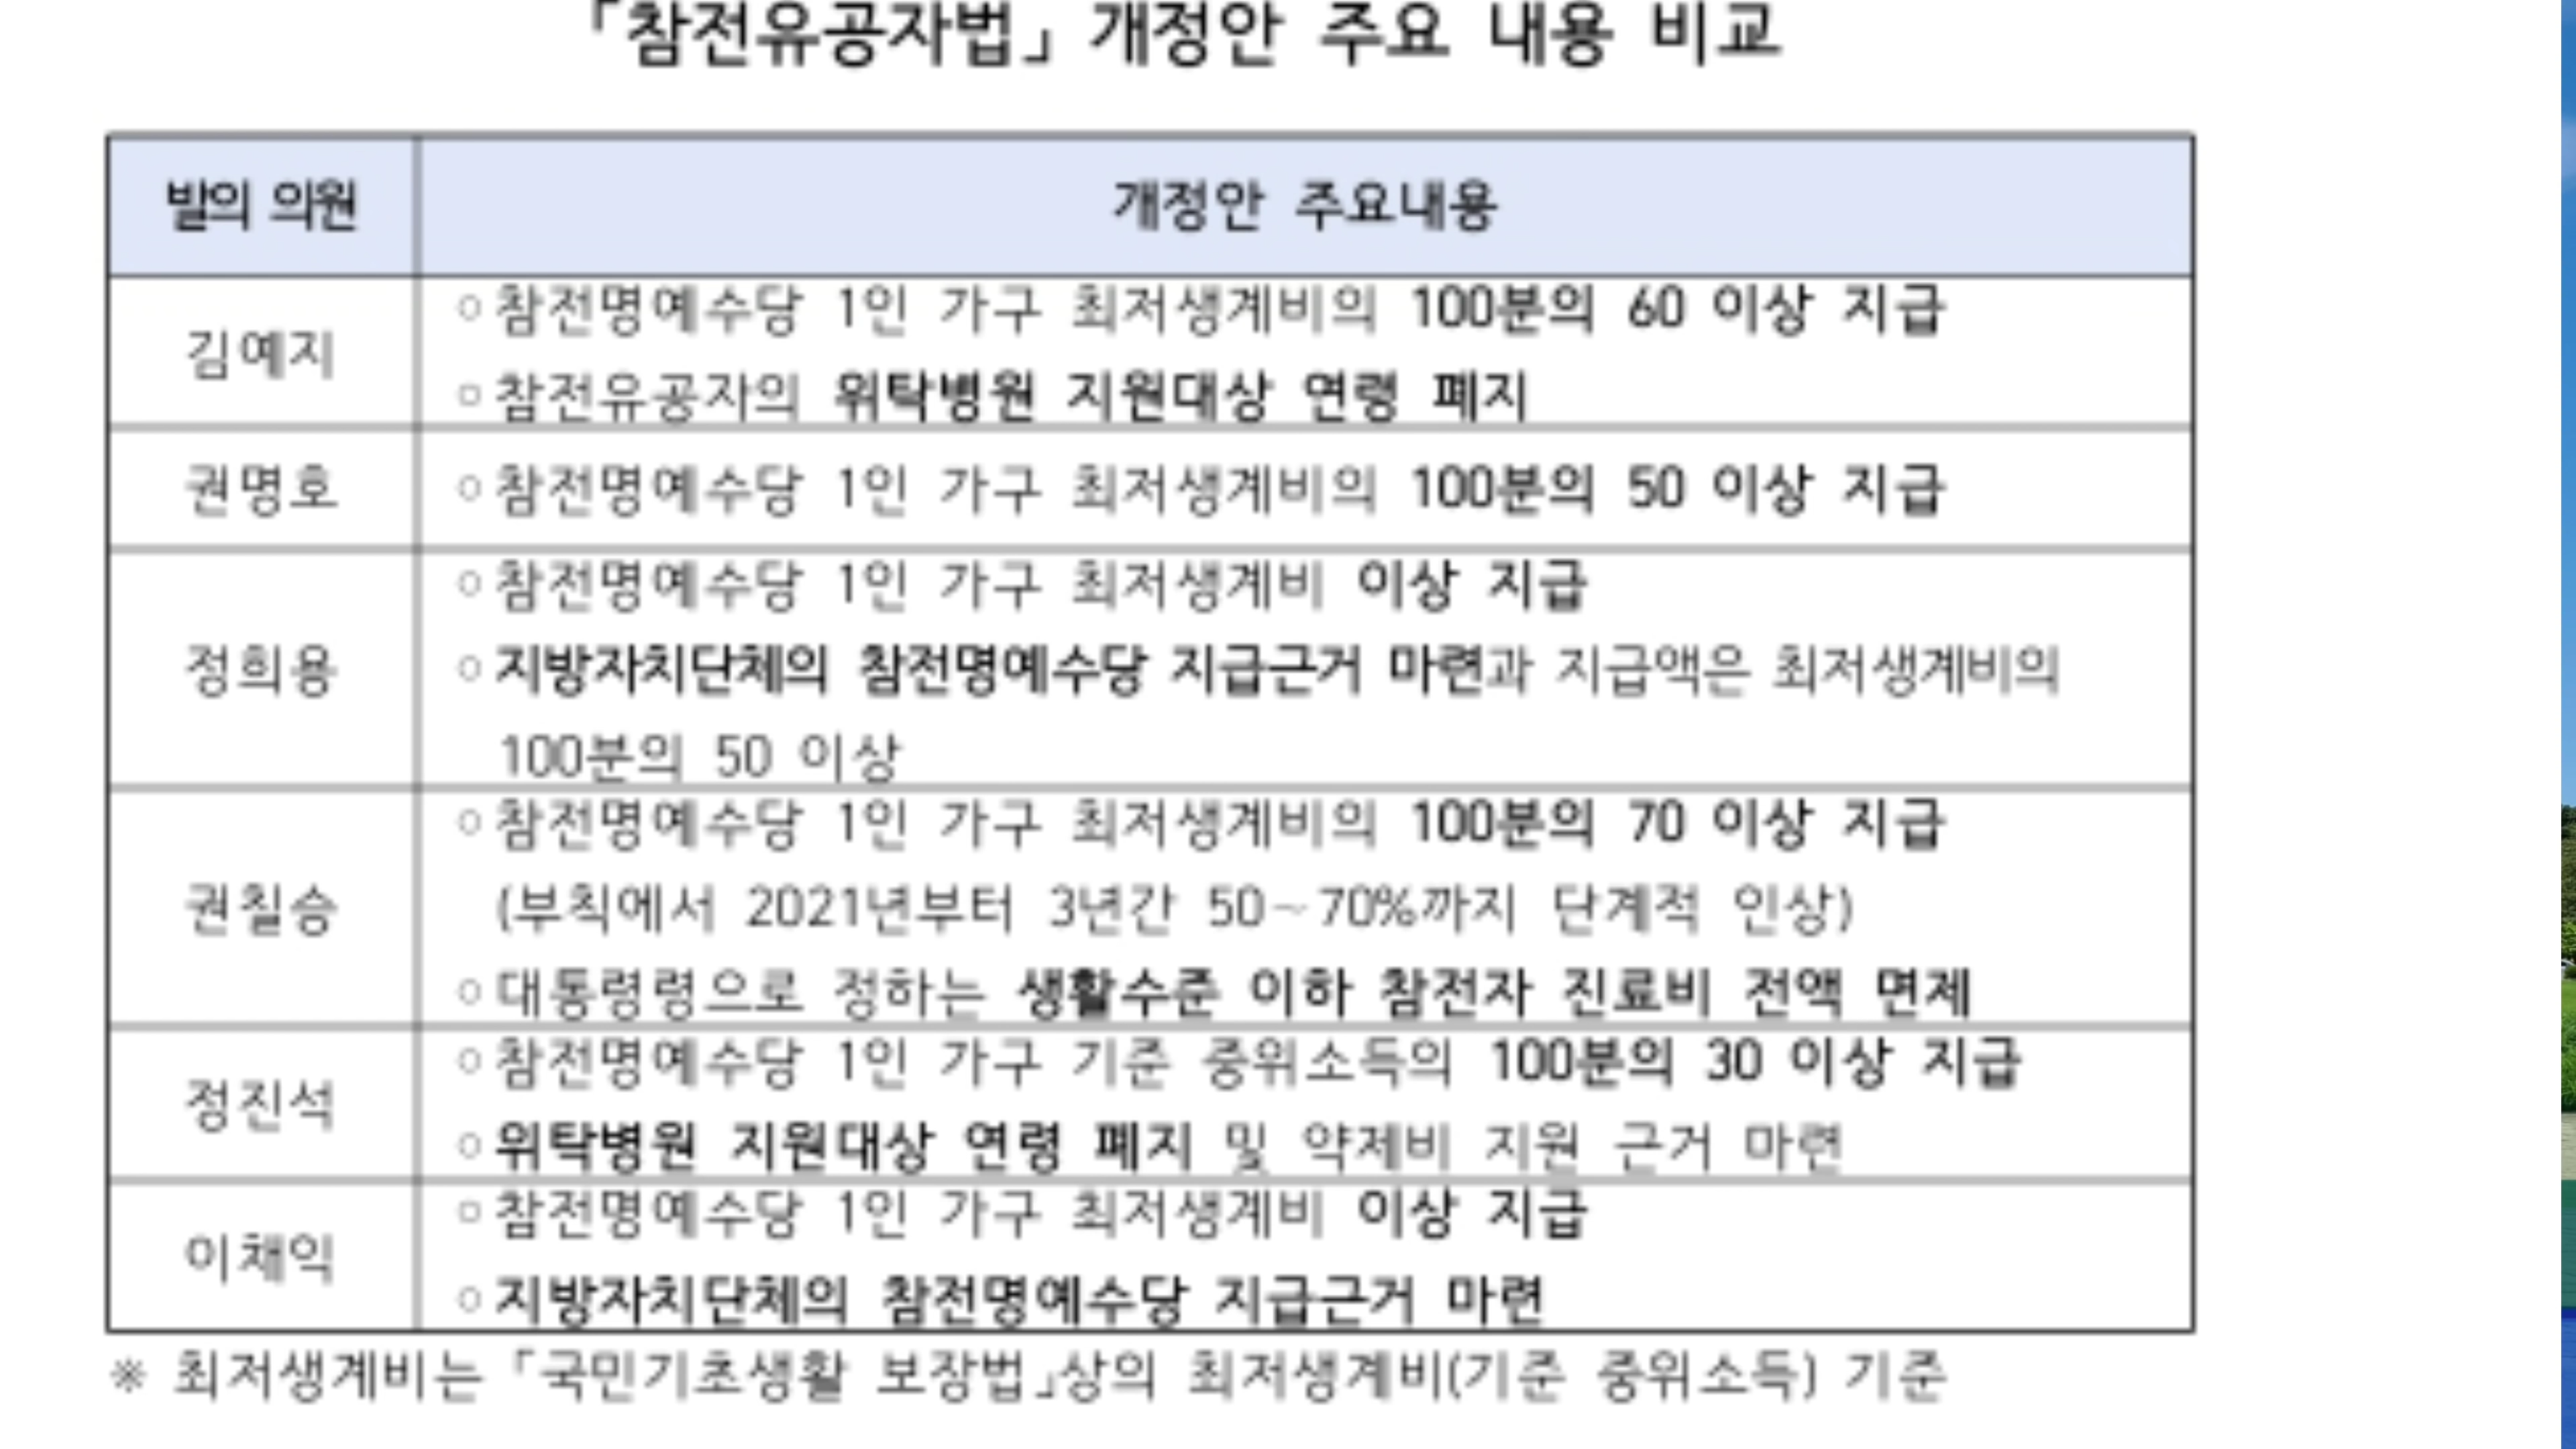 「참전유공자법」 개정안 주요 내용 비교
발의 의원
개정안 주요내용
김예지
○ 참전명예수당 1인 가구 최저생계비의 100분의 60 이상 지급
○ 참전유공자의 위탁병원 지원대상 연령 폐지
권명호
○ 참전명예수당 1인 가구 최저생계비의 100분의 50 이상 지급
정희용
○ 참전명예수당 1인 가구 최저생계비 이상 지급
○ 지방자치단체의 참전명예수당 지급근거 마련과 지급액은 최저생계비의
100분의 50 이상
권칠승
○ 참전명예수당 1인 가구 최저생계비의 100분의 70 이상 지급
(부칙에서 2021년부터 3년간 50~70%까지 단계적 인상)
○ 대통령령으로 정하는 생활수준 이하 참전자 진료비 전액 면제
정진석
○ 참전명예수당 1인 가구 기준 중위소득의 100분의 30 이상 지급
○ 위탁병원 지원대상 연령 폐지 및 약제비 지원 근거 마련
이채익
○ 참전명예수당 1인 가구 최저생계비 이상 지급
○ 지방자치단체의 참전명예수당 지급근거 마련
※ 최저생계비는 「국민기초생활 보장법」상의 최저생계비(기준 중위소득) 기준